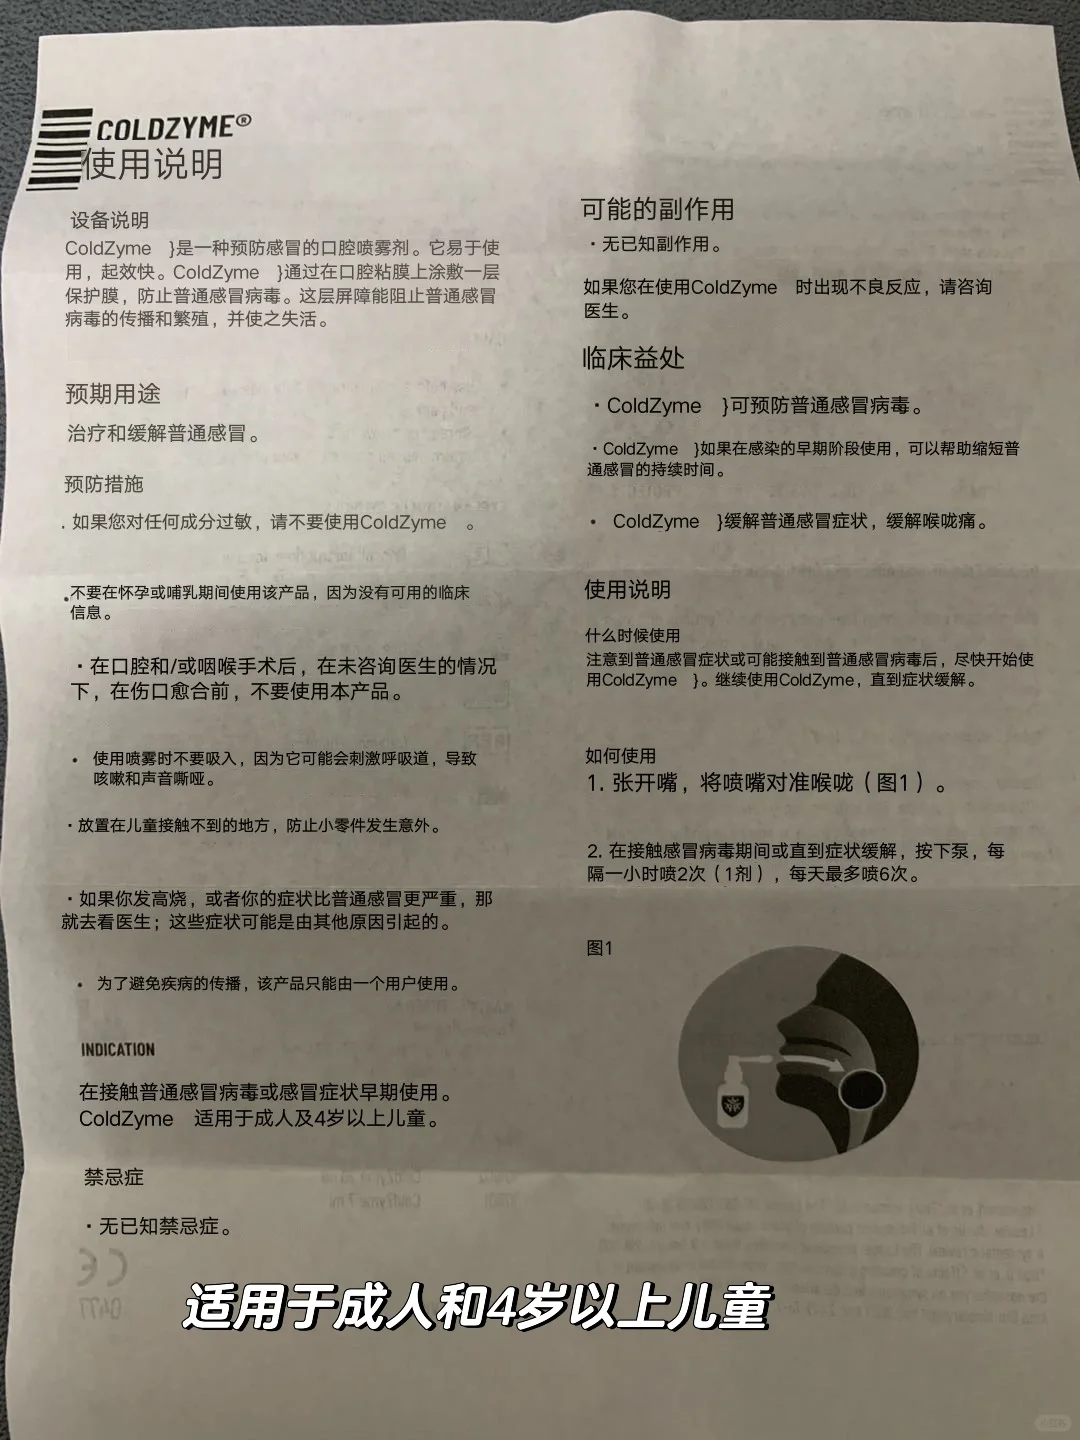 COLDZYME®
使用说明
设备说明
ColdZyme }是一种预防感冒的口腔喷雾剂。它易于使
用，起效快。ColdZyme }通过在口腔粘膜上涂敷一层
保护膜，防止普通感冒病毒。这层屏障能阻止普通感冒
病毒的传播和繁殖，并使之失活。
预期用途
治疗和缓解普通感冒。
预防措施
. 如果您对任何成分过敏，请不要使用ColdZyme 。
·不要在怀孕或哺乳期间使用该产品，因为没有可用的临床
信息。
·在口腔和/或咽喉手术后，在未咨询医生的情况
下，在伤口愈合前，不要使用本产品。
• 使用喷雾时不要吸入，因为它可能会刺激呼吸道，导致
咳嗽和声音嘶哑。
·放置在儿童接触不到的地方，防止小零件发生意外。
·如果你发高烧，或者你的症状比普通感冒更严重，那
就去看医生；这些症状可能是由其他原因引起的。
• 为了避免疾病的传播，该产品只能由一个用户使用。
INDICATION
在接触普通感冒病毒或感冒症状早期使用。
ColdZyme 适用于成人及4岁以上儿童。
禁忌症
·无已知禁忌症。
可能的副作用
·无已知副作用。
如果您在使用ColdZyme 时出现不良反应，请咨询
医生。
临床益处
·ColdZyme }可预防普通感冒病毒。
·ColdZyme }如果在感染的早期阶段使用，可以帮助缩短普
通感冒的持续时间。
• ColdZyme }缓解普通感冒症状，缓解喉咙痛。
使用说明
什么时候使用
注意到普通感冒症状或可能接触到普通感冒病毒后，尽快开始使
用ColdZyme }。继续使用ColdZyme，直到症状缓解。
如何使用
1. 张开嘴，将喷嘴对准喉咙（图1）。
2. 在接触感冒病毒期间或直到症状缓解，按下泵，每
隔一小时喷2次（1剂），每天最多喷6次。
图1
CE
0477
适用于成人和4岁以上儿童